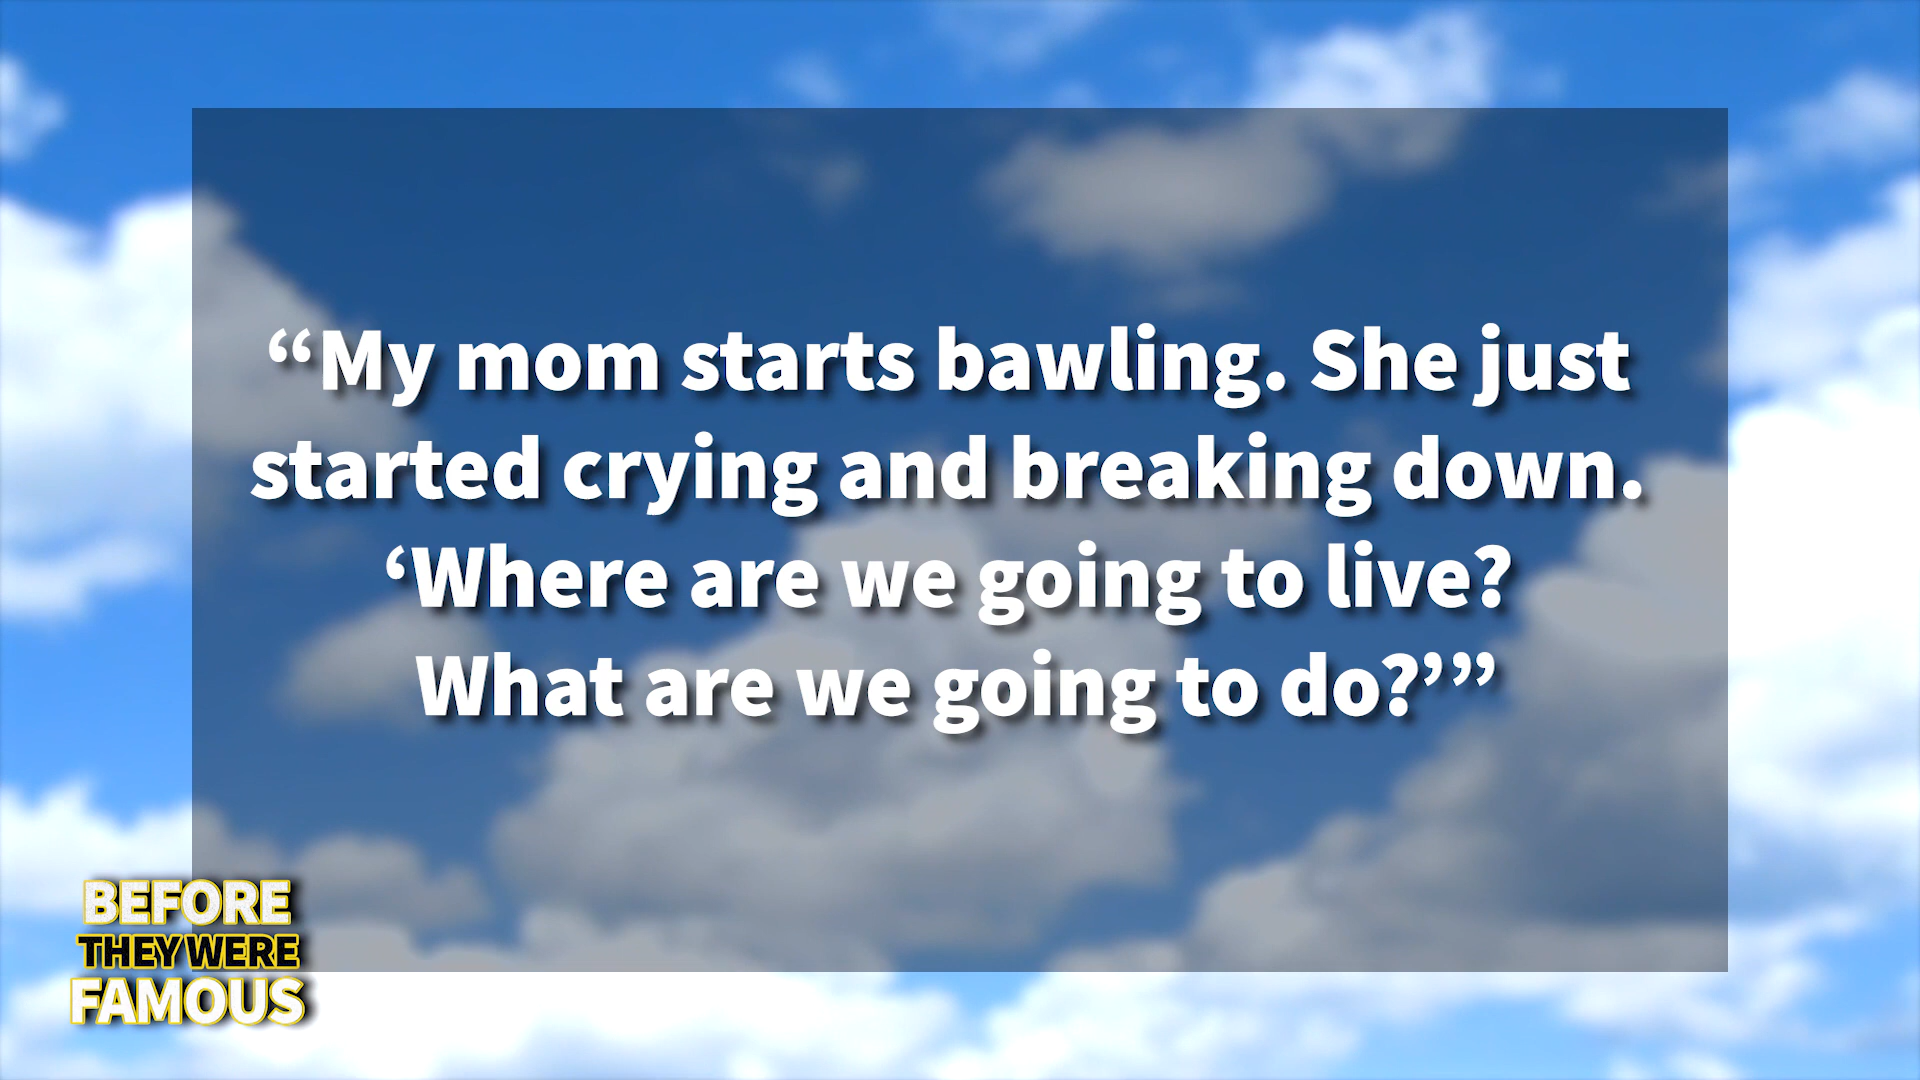 “My mom starts bawling. She just
started crying and breaking down.
‘Where are we going to live?
What are we going to do?’”
BEFORE
THEY WERE
FAMOUS